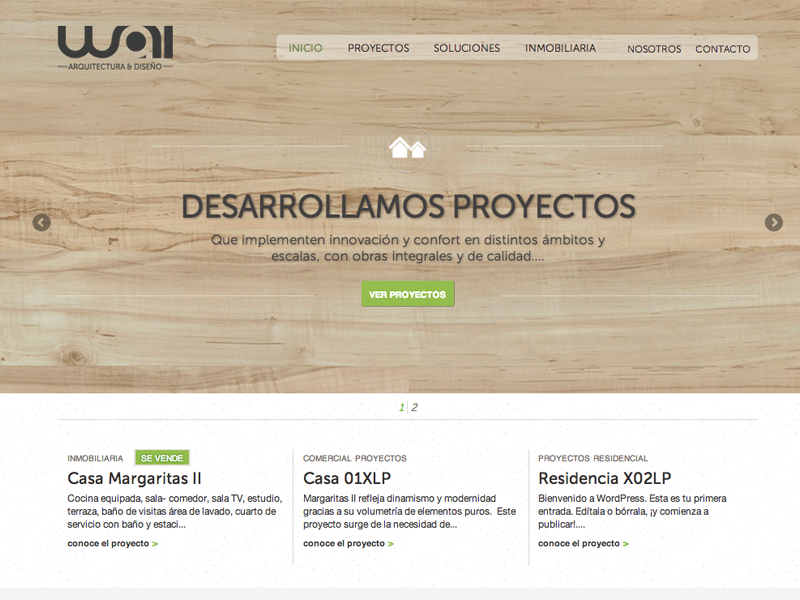 wall
ARQUITECTURA & DISEÑO
INICIO PROYECTOS SOLUCIONES INMOBILIARIA NOSOTROS CONTACTO
DESARROLLAMOS PROYECTOS
Que implementen innovación y confort en distintos ámbitos y
escalas, con obras integrales y de calidad....
VER PROYECTOS
1 2
INMOBILIARIA SE VENDE
Casa Margaritas II
Cocina equipada, sala- comedor, sala TV, estudio,
terraza, baño de visitas área de lavado, cuarto de
servicio con baño y estaci...
conoce el proyecto >
COMERCIAL PROYECTOS
Casa 01XLP
Margaritas II refleja dinamismo y modernidad
gracias a su volumetría de elementos puros. Este
proyecto surge de la necesidad de...
conoce el proyecto >
PROYECTOS RESIDENCIAL
Residencia X02LP
Bienvenido a WordPress. Esta es tu primera
entrada. Edítala o bórrala, ¡y comienza a
publicar!....
conoce el proyecto >